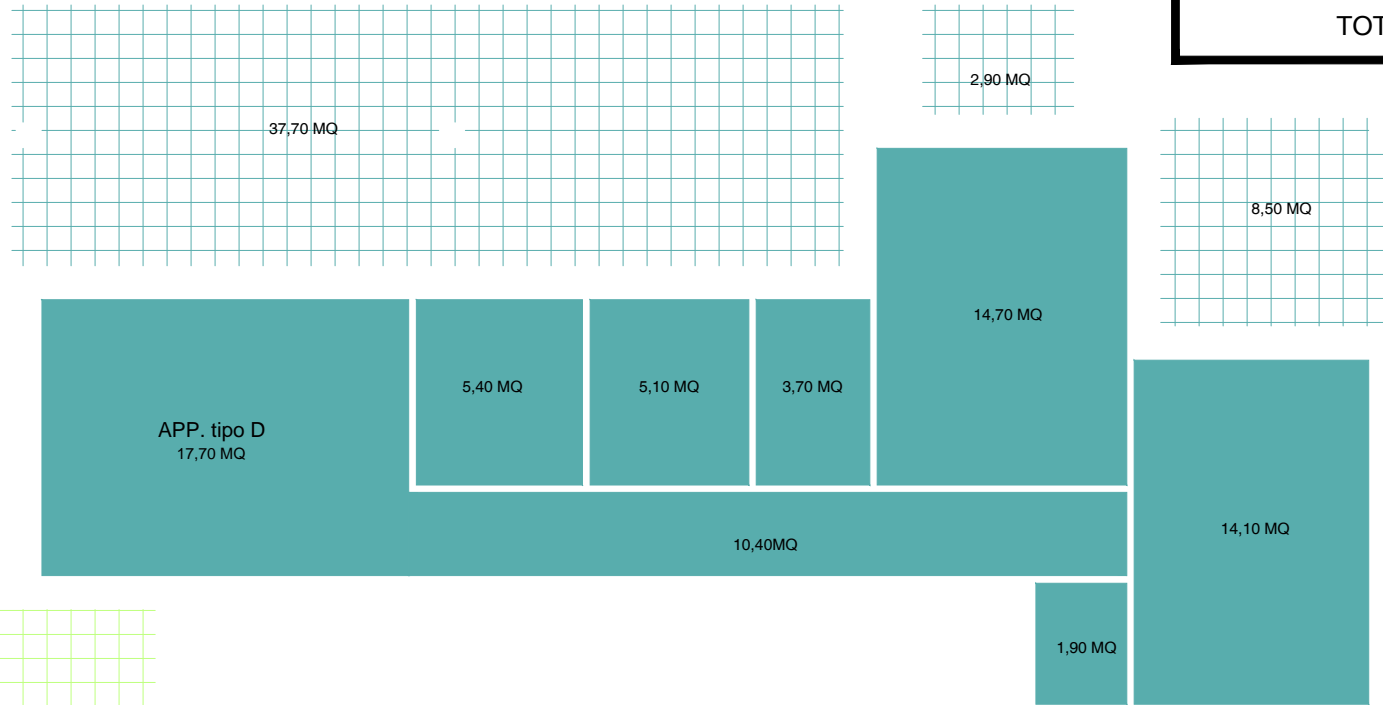 TOT
2,90 MQ
37,70 MQ
8,50 MQ
14,70 MQ
5,40 MQ
5,10 MQ
3,70 MQ
APP. tipo D
17,70 MQ
14,10 MQ
10,40MQ
1,90 MQ